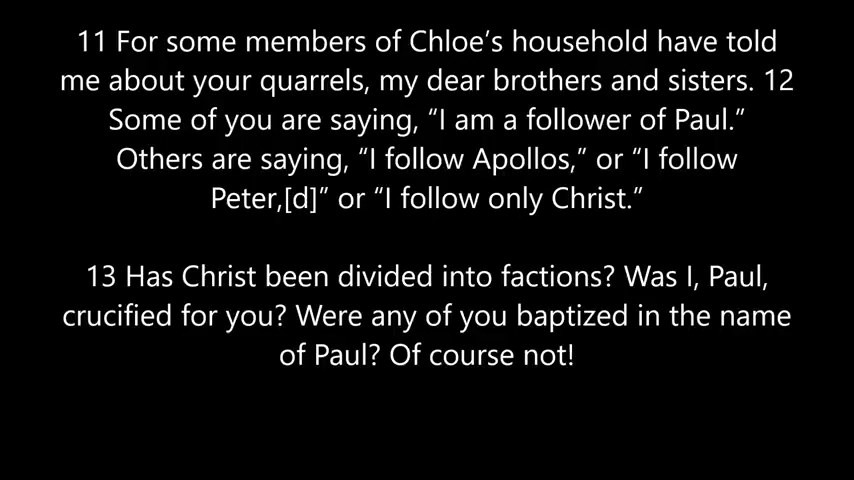 11 For some members of Chloe’s household have told
me about your quarrels, my dear brothers and sisters. 12
Some of you are saying, “I am a follower of Paul.”
Others are saying, “I follow Apollos,” or “I follow
Peter,[d]” or “I follow only Christ.”
13 Has Christ been divided into factions? Was I, Paul,
crucified for you? Were any of you baptized in the name
of Paul? Of course not!